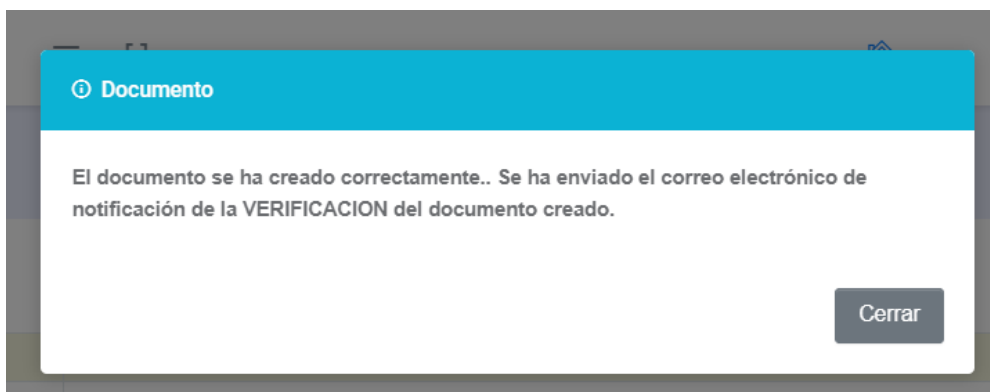 Documento
El documento se ha creado correctamente.. Se ha enviado el correo electrónico de
notificación de la VERIFICACION del documento creado.
Cerrar